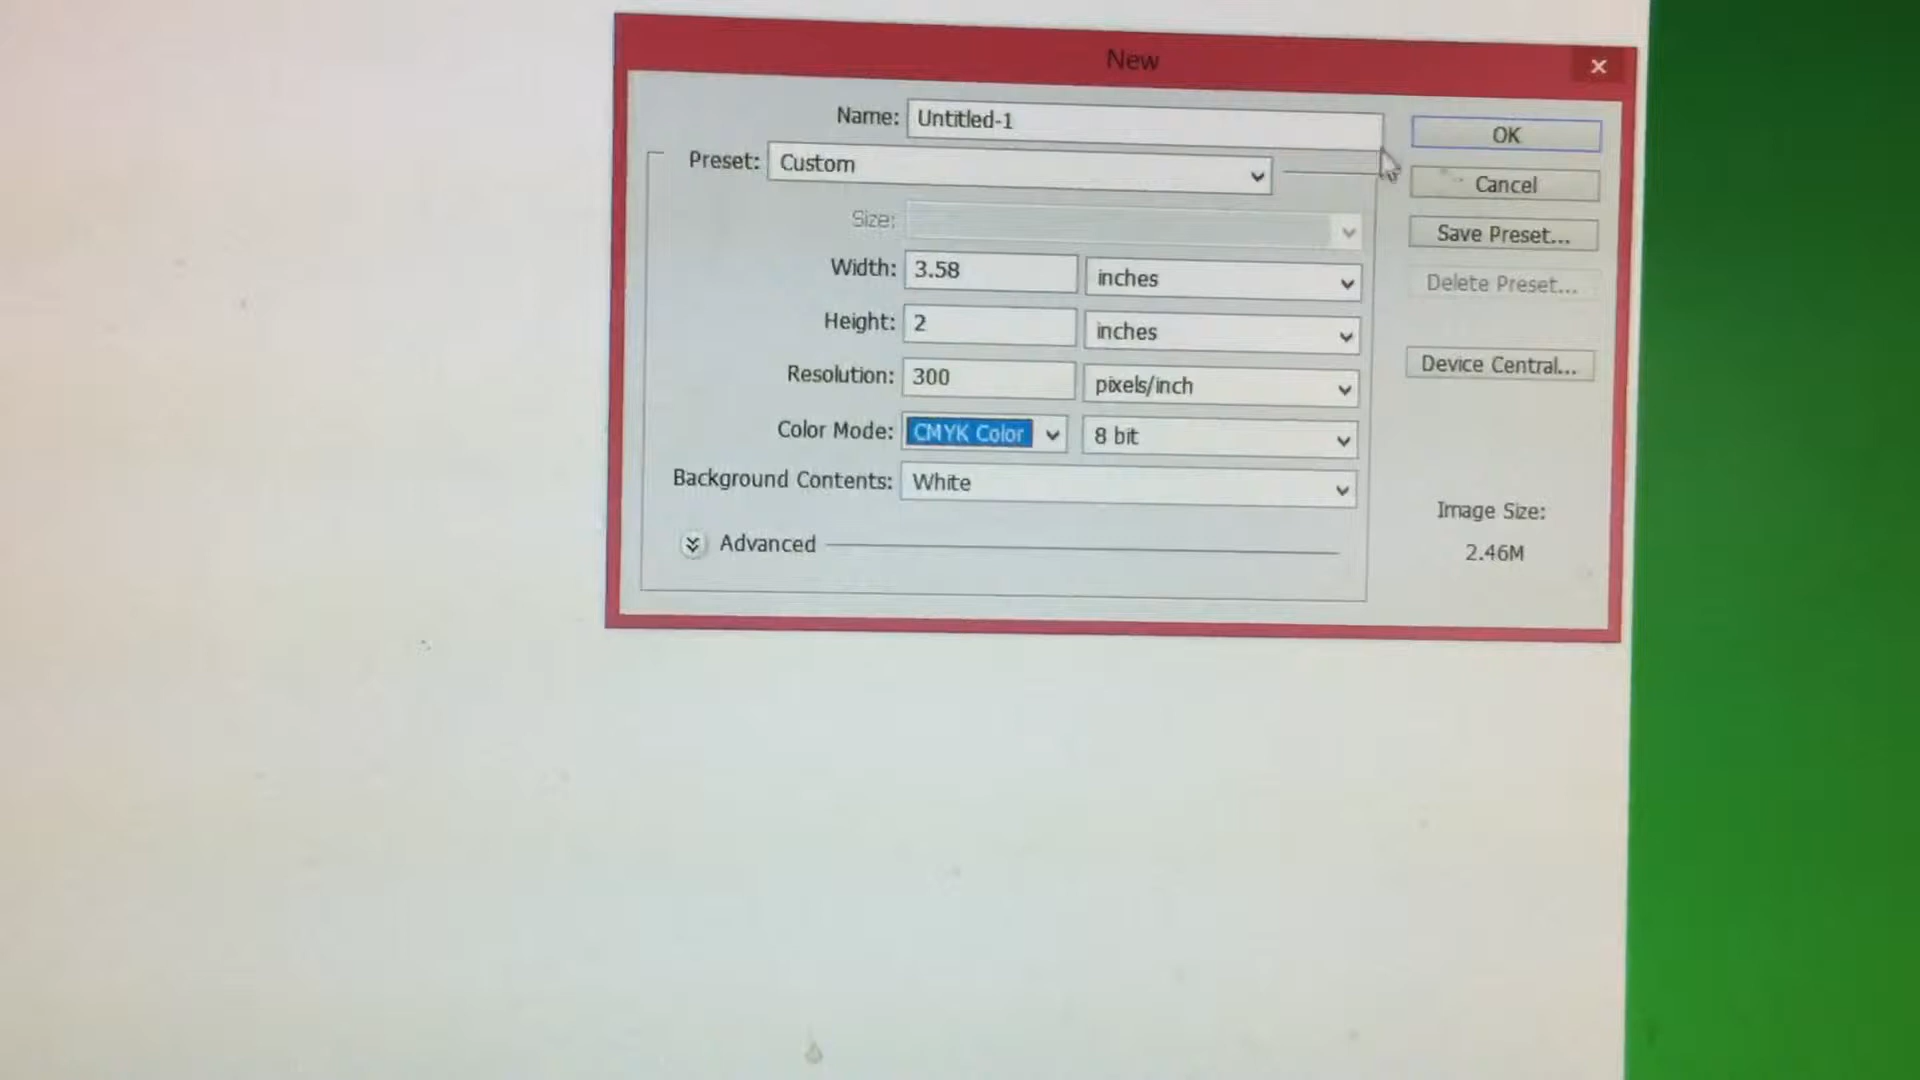 New
Name: Untitled-1
OK
Preset: Custom
Cancel
Size:
Save Preset...
Width: 3.58 inches
Delete Preset...
Height: 2 inches
Device Central...
Resolution: 300 pixels/inch
Color Mode: CMYK Color 8 bit
Background Contents: White
Image Size:
Advanced
2.46M